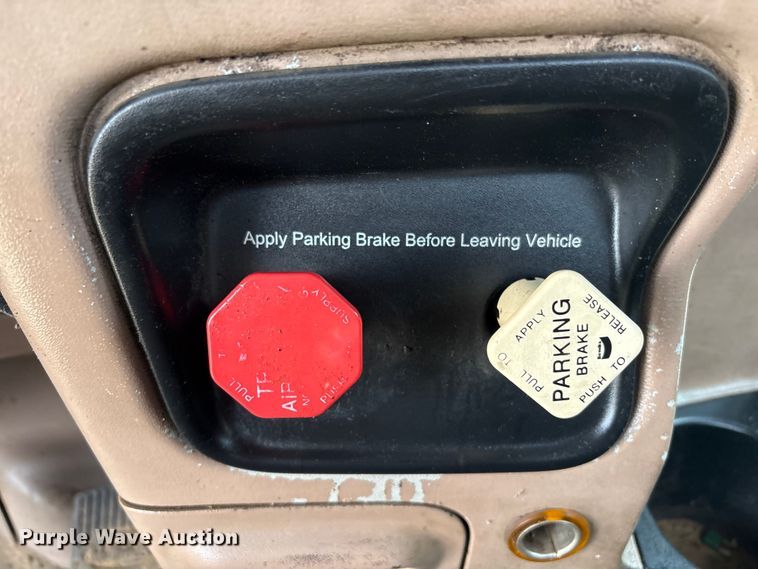 Apply Parking Brake Before Leaving Vehicle
SUPPLY
PULL
AiR
PULL TO APPLY
PARKING
BRAKE
PUSH TO RELEASE
Purple Wave Auction